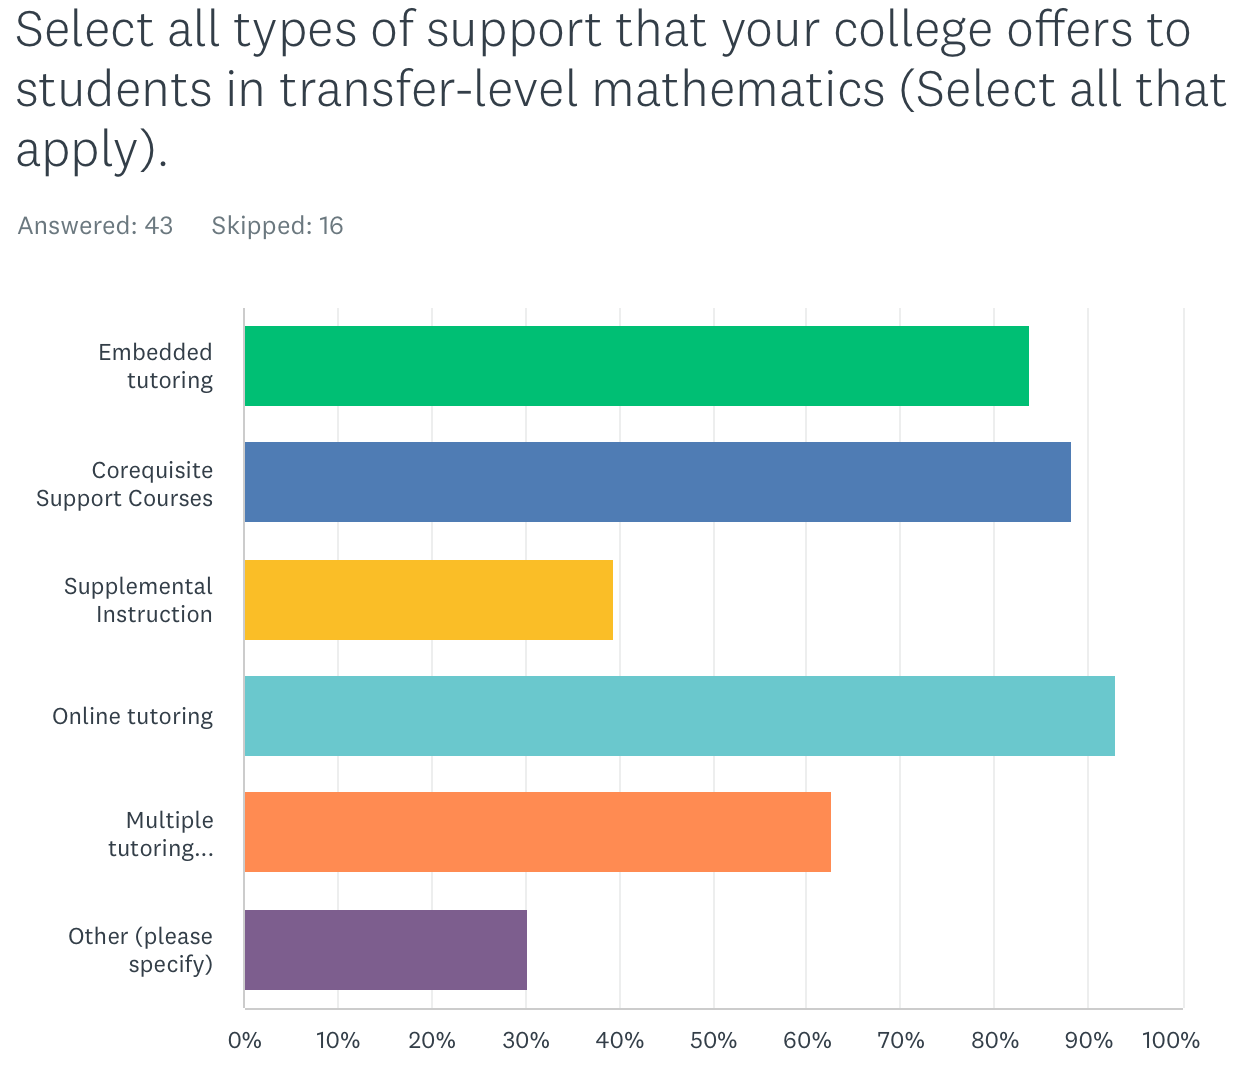 Select all types of support that your college offers to
students in transfer-level mathematics (Select all that
apply).
Answered: 43 Skipped: 16
Embedded
tutoring
Corequisite
Support Courses
Supplemental
Instruction
Online tutoring
Multiple
tutoring...
Other (please
specify)
0% 10% 20% 30% 40% 50% 60% 70% 80% 90% 100%